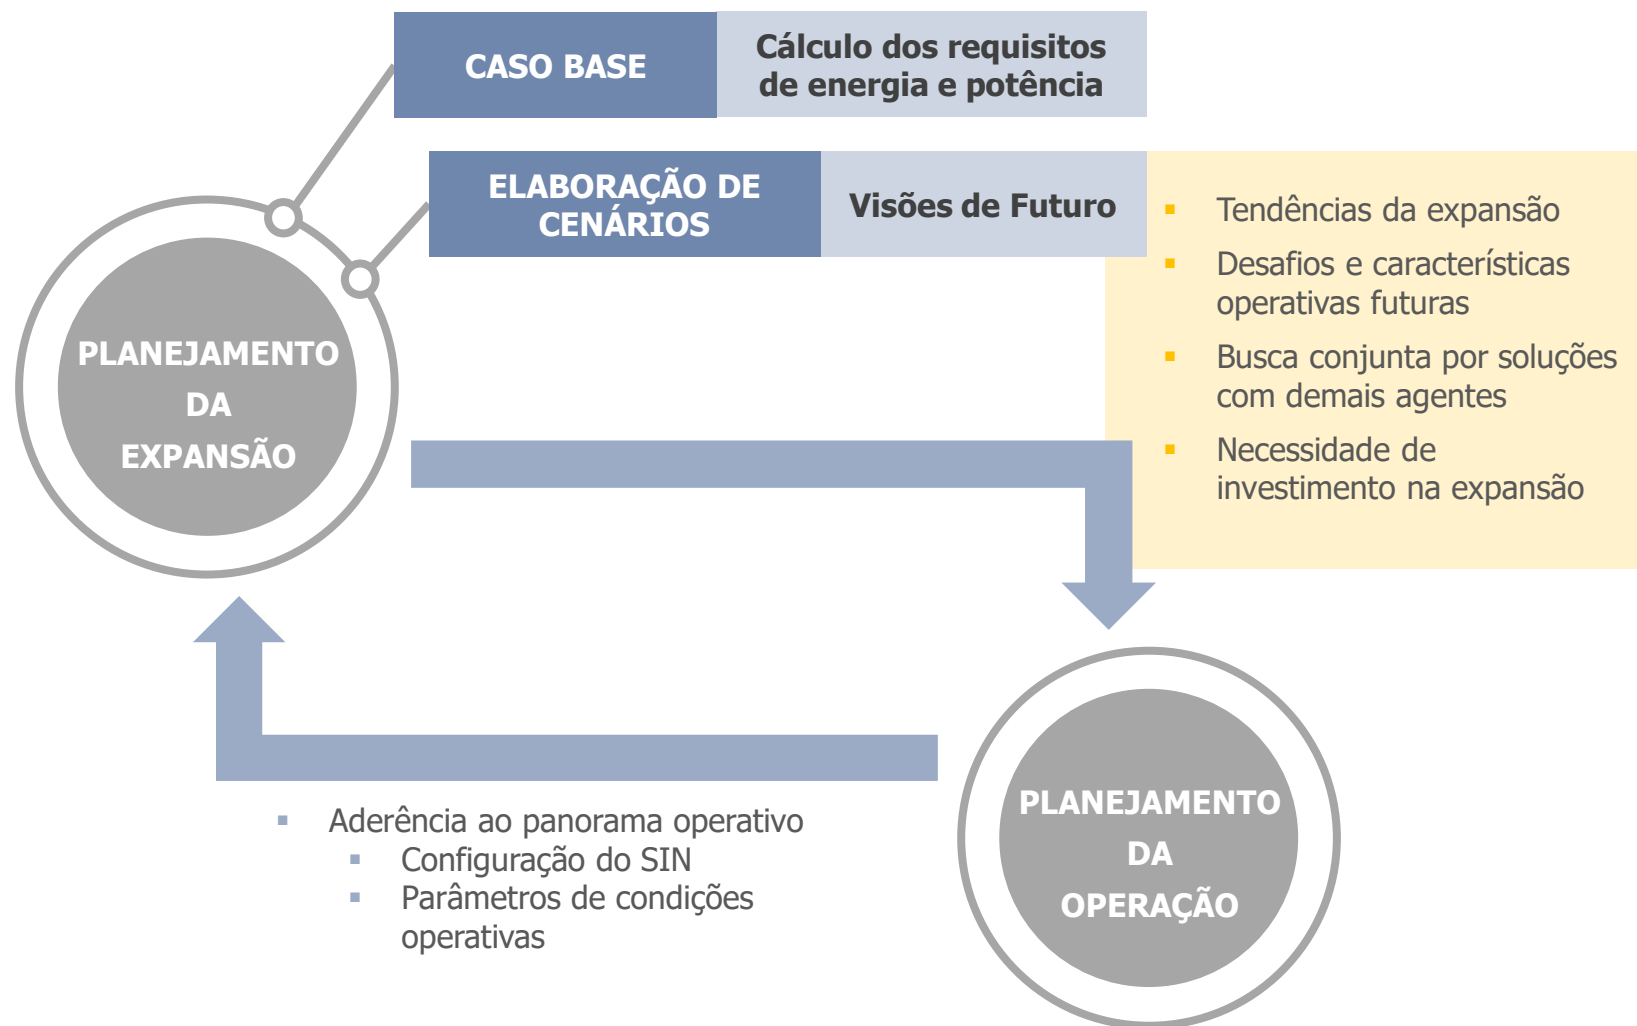 CASO BASE
Cálculo dos requisitos
de energia e potência
ELABORAÇÃO DE
CENÁRIOS
Visões de Futuro
▪ Tendências da expansão
▪ Desafios e características
operativas futuras
▪ Busca conjunta por soluções
com demais agentes
▪ Necessidade de
investimento na expansão
PLANEJAMENTO
DA
EXPANSÃO
▪ Aderência ao panorama operativo
▪ Configuração do SIN
▪ Parâmetros de condições
operativas
PLANEJAMENTO
DA
OPERAÇÃO